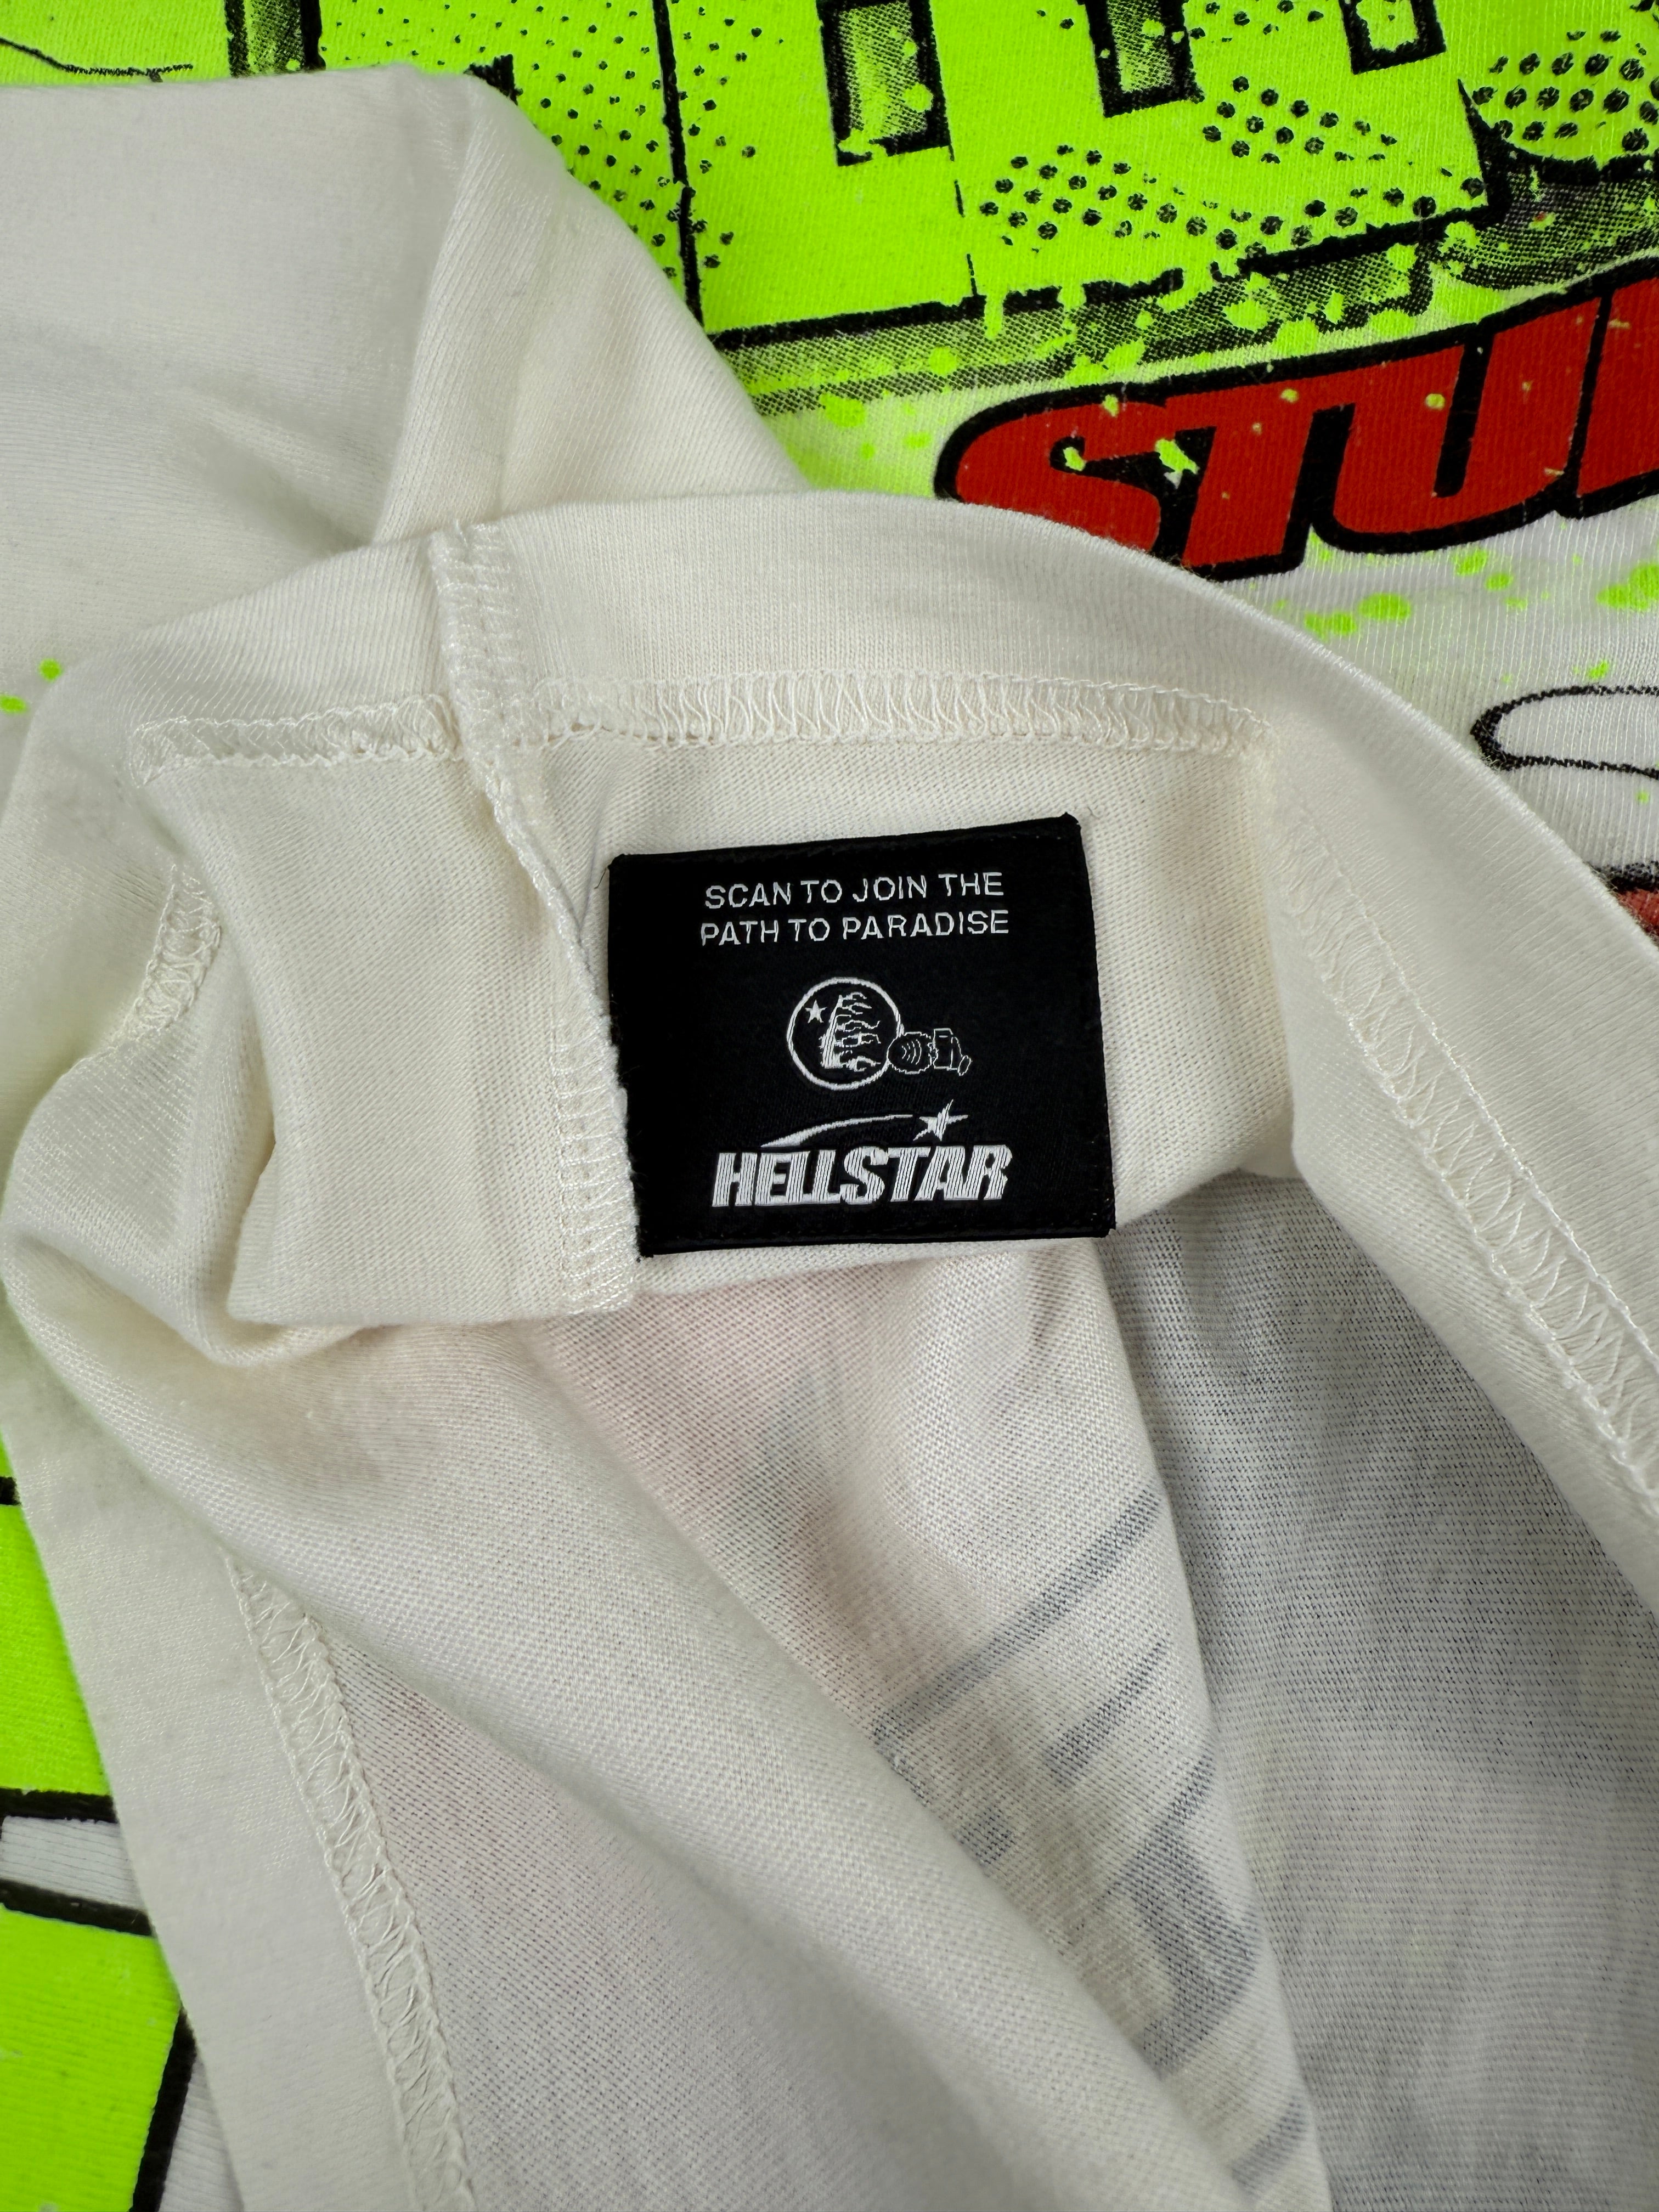 SCAN TO JOIN THE
PATH TO PARADISE
HELLSTAR